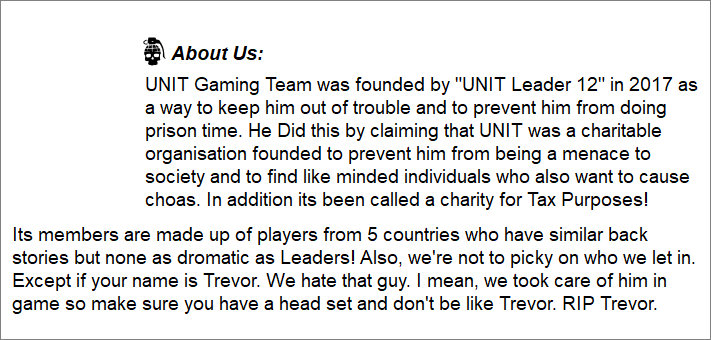 About Us:
UNIT Gaming Team was founded by "UNIT Leader 12" in 2017 as
a way to keep him out of trouble and to prevent him from doing
prison time. He Did this by claiming that UNIT was a charitable
organisation founded to prevent him from being a menace to
society and to find like minded individuals who also want to cause
choas. In addition its been called a charity for Tax Purposes!
Its members are made up of players from 5 countries who have similar back
stories but none as dromatic as Leaders! Also, we're not to picky on who we let in.
Except if your name is Trevor. We hate that guy. I mean, we took care of him in
game so make sure you have a head set and don't be like Trevor. RIP Trevor.